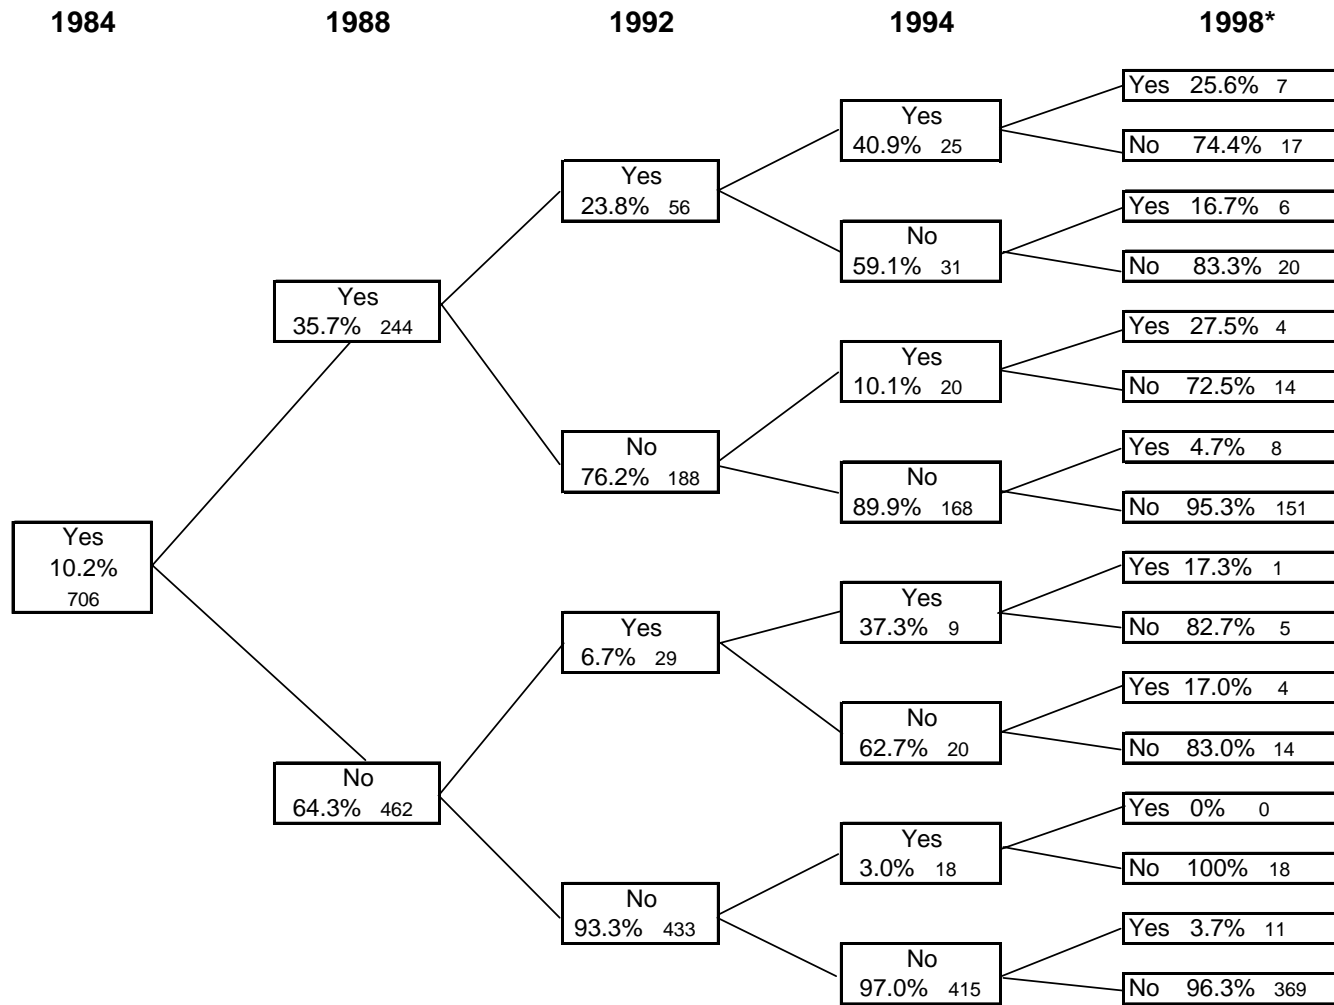 1984 1988 1992 1994 1998*
Yes 25.6% 7
Yes
40.9% 25
No 74.4% 17
Yes
23.8% 56
Yes 16.7% 6
No
59.1% 31
No 83.3% 20
Yes
35.7% 244
Yes 27.5% 4
Yes
10.1% 20
No 72.5% 14
No
76.2% 188
Yes 4.7% 8
No
89.9% 168
No 95.3% 151
Yes
10.2%
706
Yes 17.3% 1
Yes
37.3% 9
No 82.7% 5
Yes
6.7% 29
Yes 17.0% 4
No
62.7% 20
No 83.0% 14
No
64.3% 462
Yes 0% 0
Yes
3.0% 18
No 100% 18
No
93.3% 433
Yes 3.7% 11
No
97.0% 415
No 96.3% 369